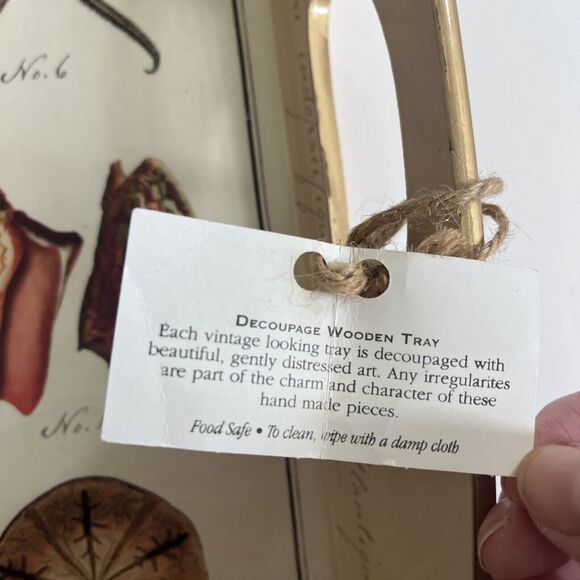 No. 6
DECOUPAGE WOODEN TRAY
Each vintage looking tray is decoupaged with
beautiful, gently distressed art. Any irregularites
are part of the charm and character of these
hand made pieces.
Food Safe • To clean, wipe with a damp cloth
No.